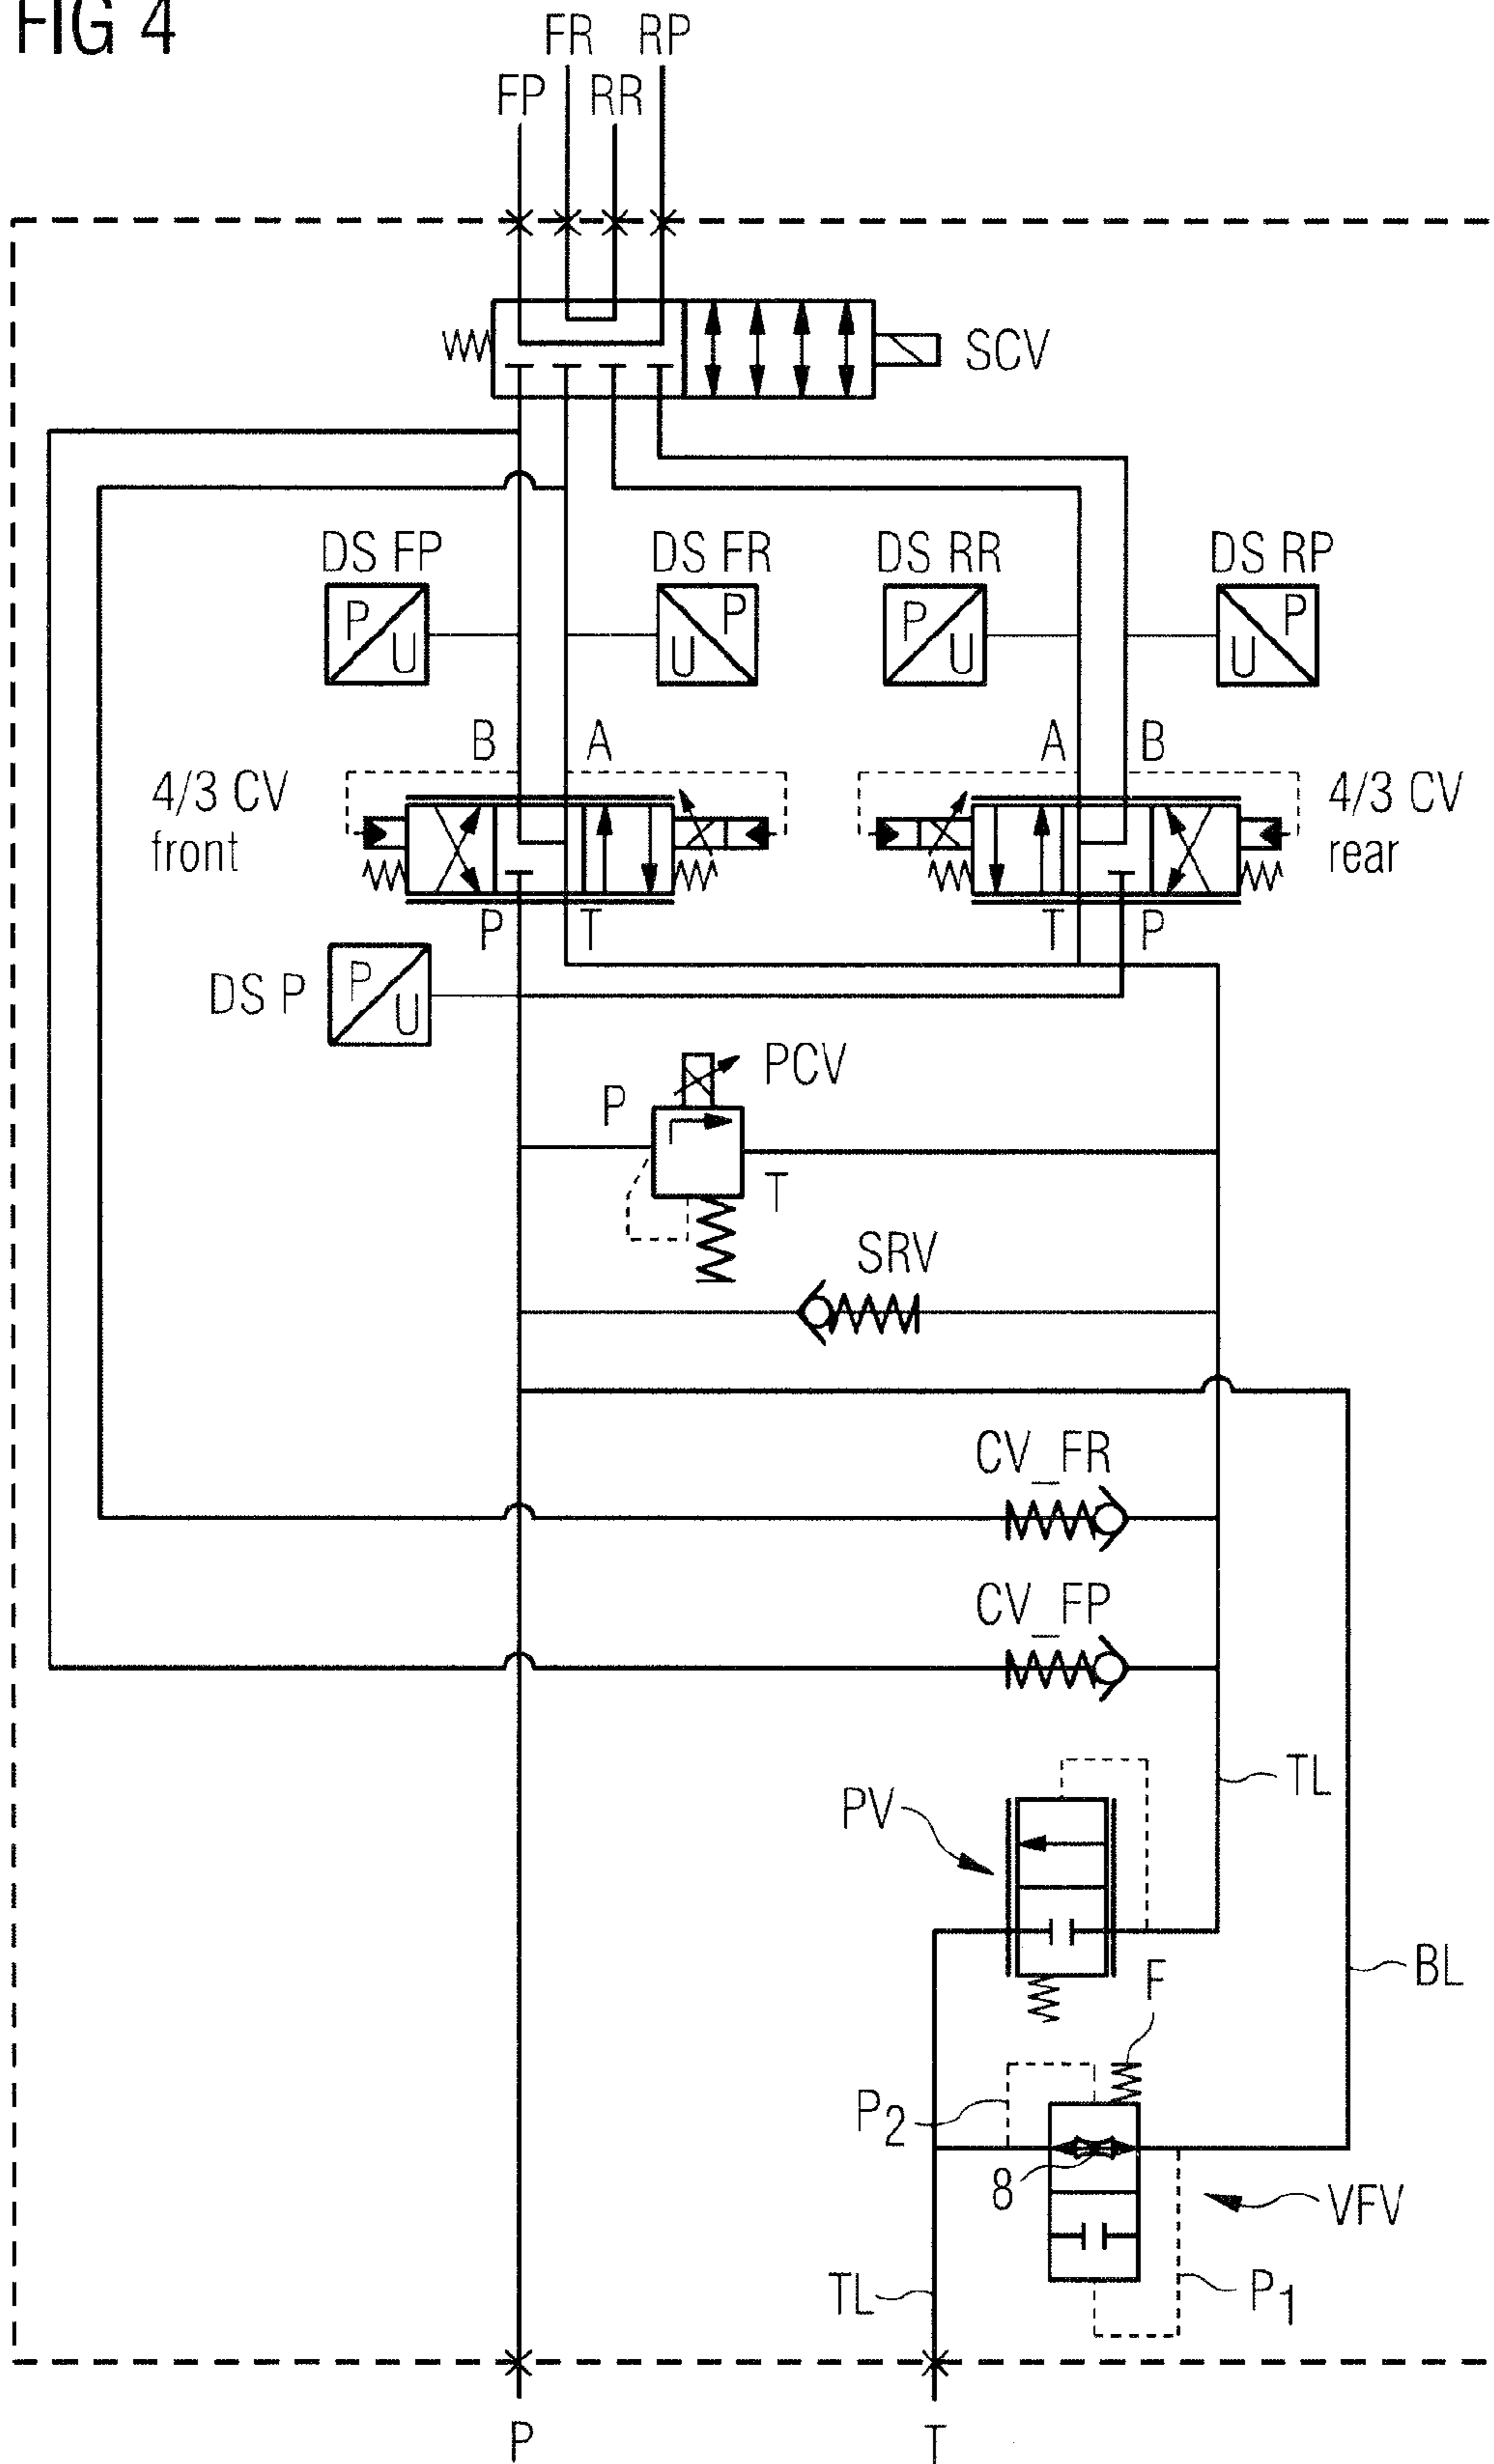 FIG 4
FR RP
FP RR
SCV
DS FP DS FR DS RR DS RP
P U
U P
P U
U P
B A A B
4/3 CV front
4/3 CV rear
P T T P
DS P
P U
PCV
P
T
SRV
CV_FR
CV_FP
TL
PV
BL
F
P2
8
VFV
TL
P1
P T